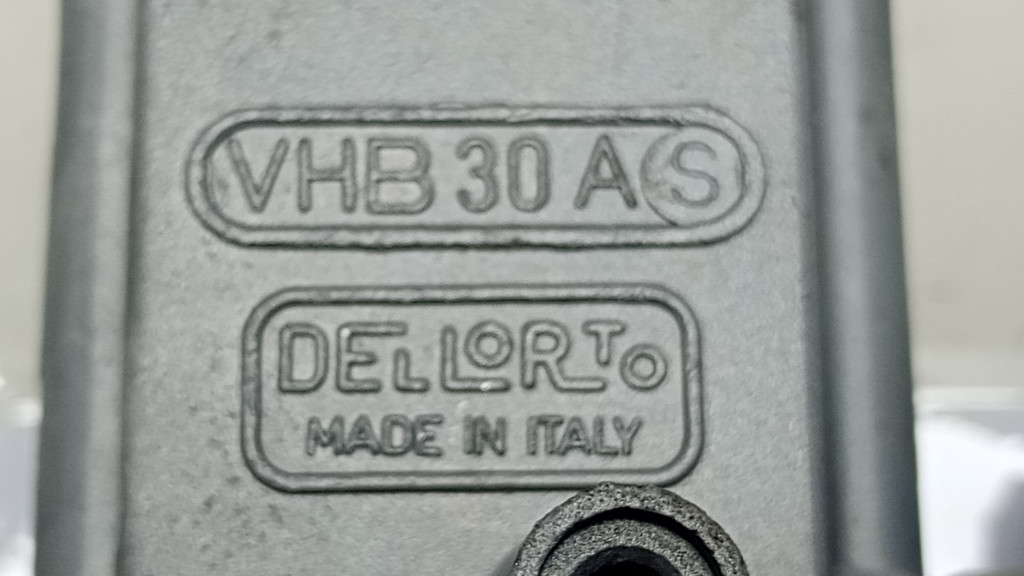 VHB 30 AS
DELLORTO
MADE IN ITALY